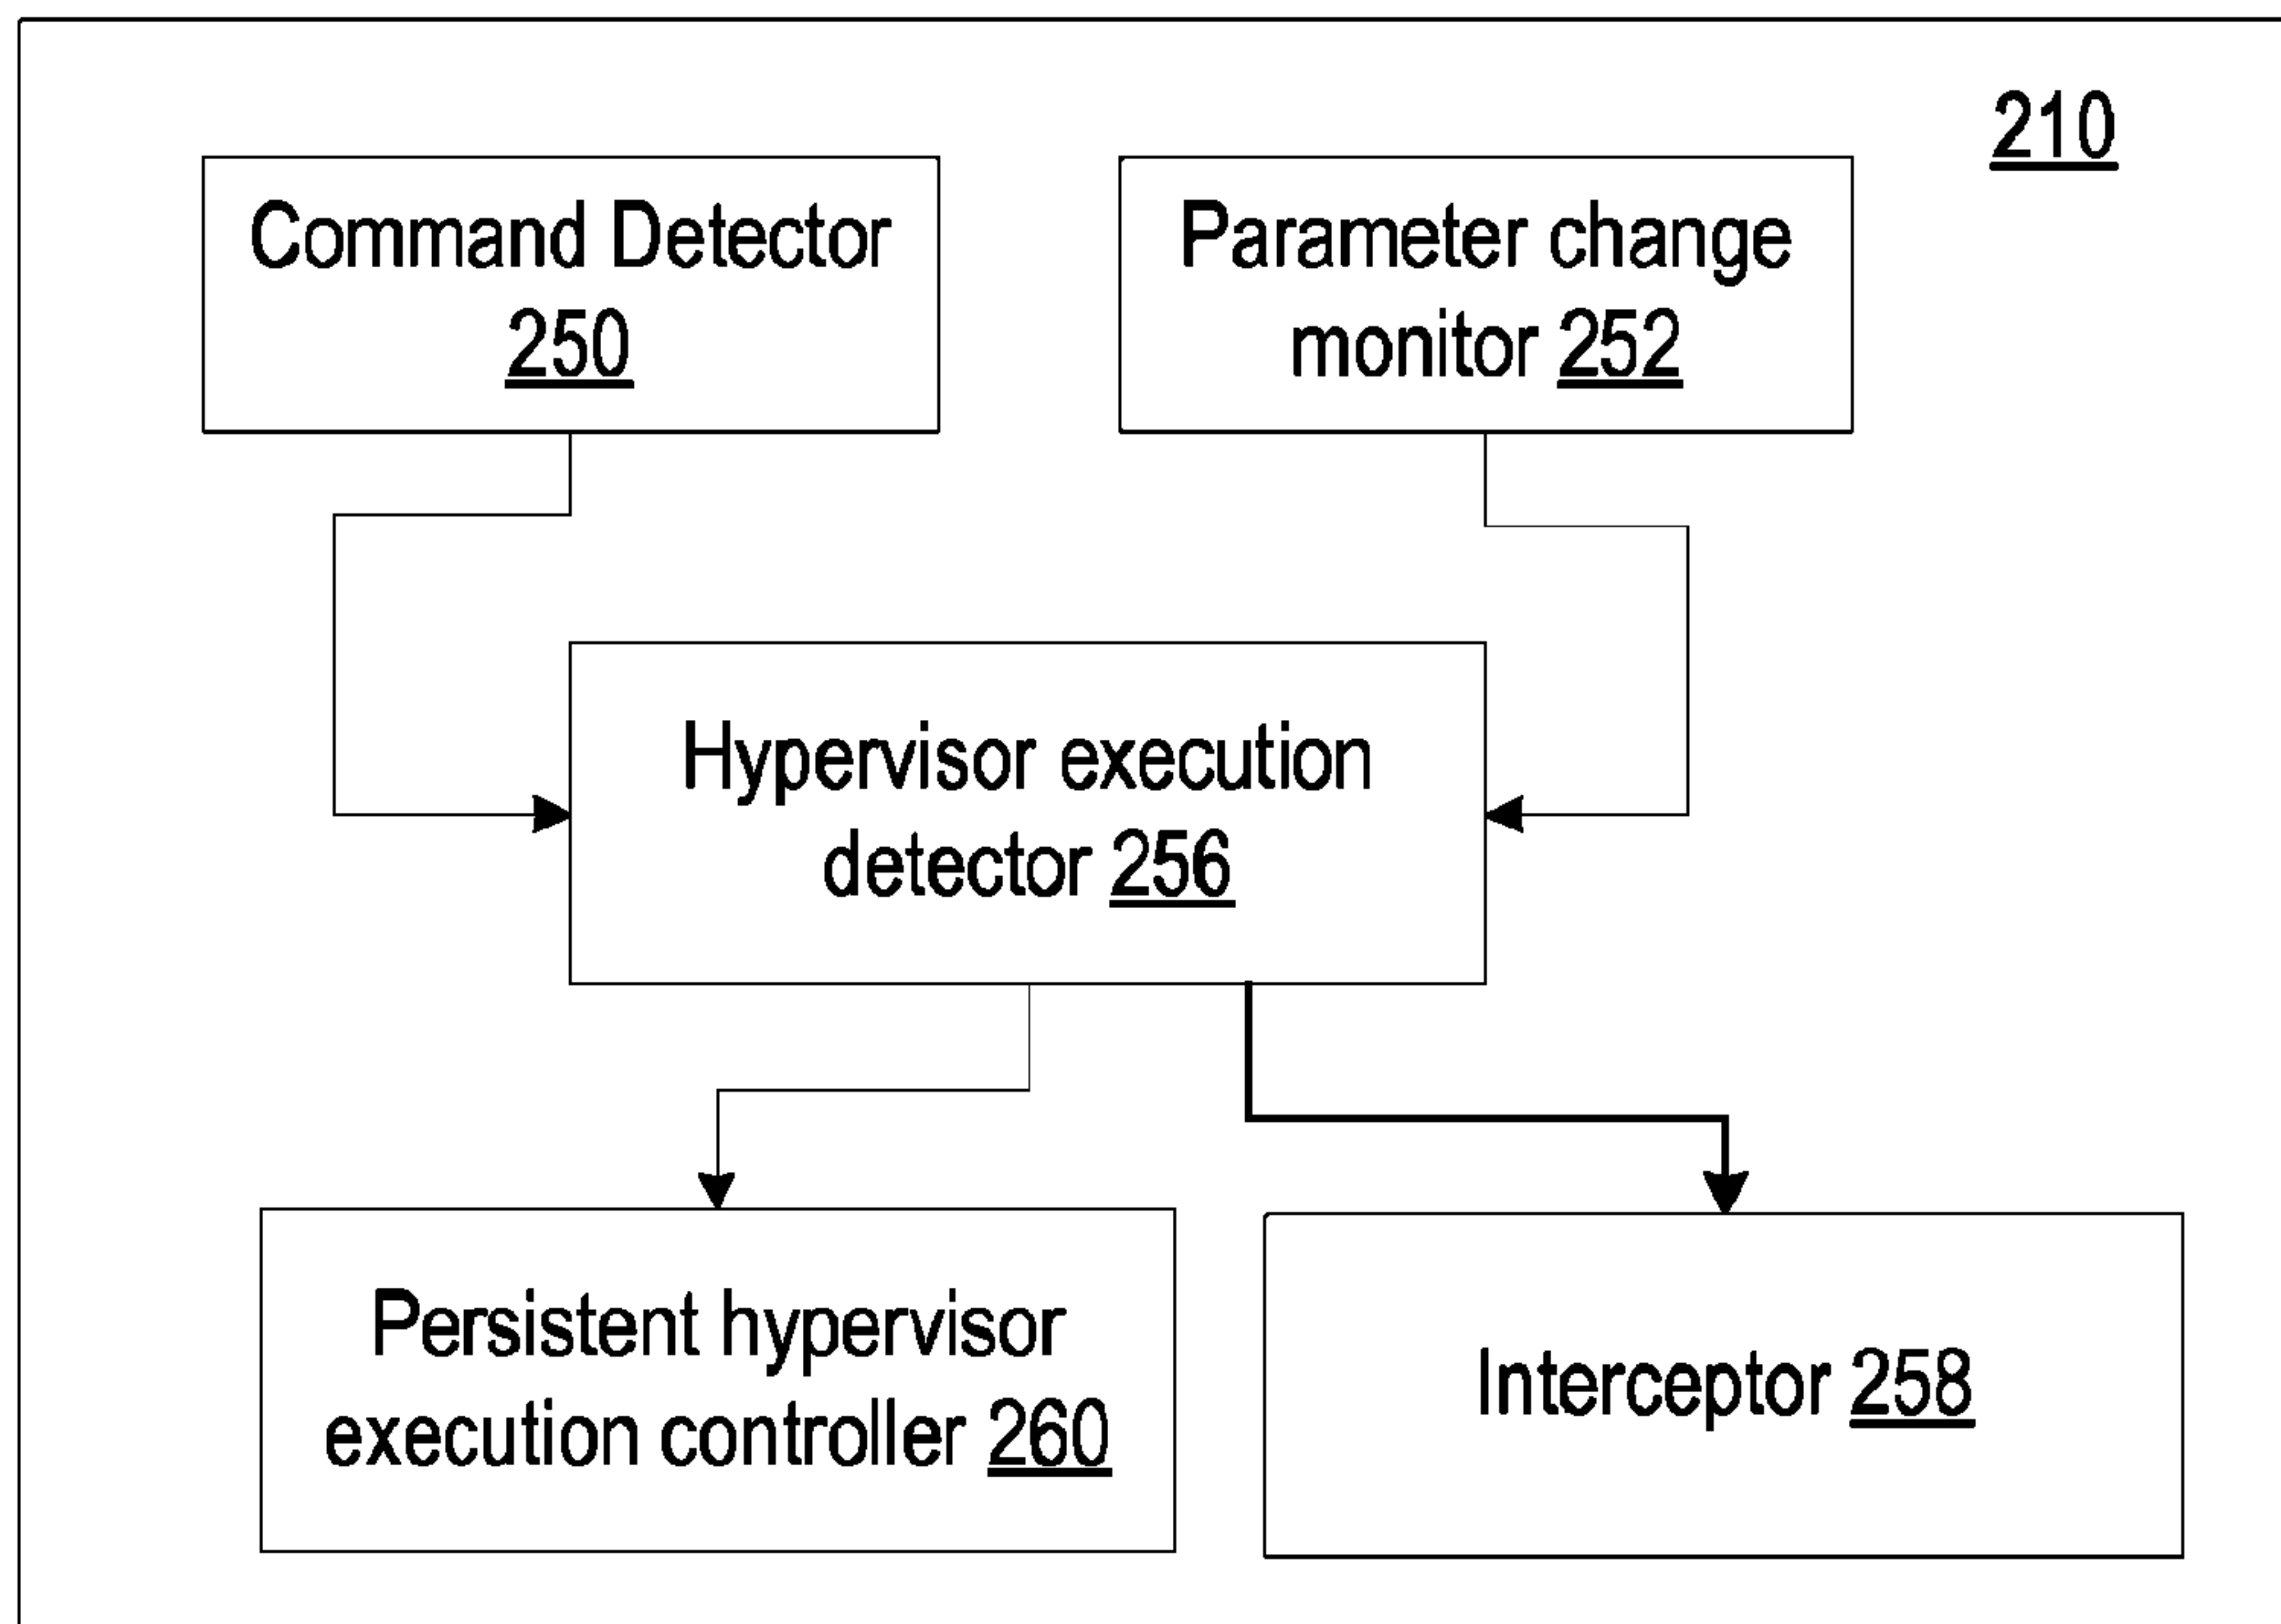 210
Command Detector
250
Parameter change
monitor 252
Hypervisor execution
detector 256
Persistent hypervisor
execution controller 260
Interceptor 258